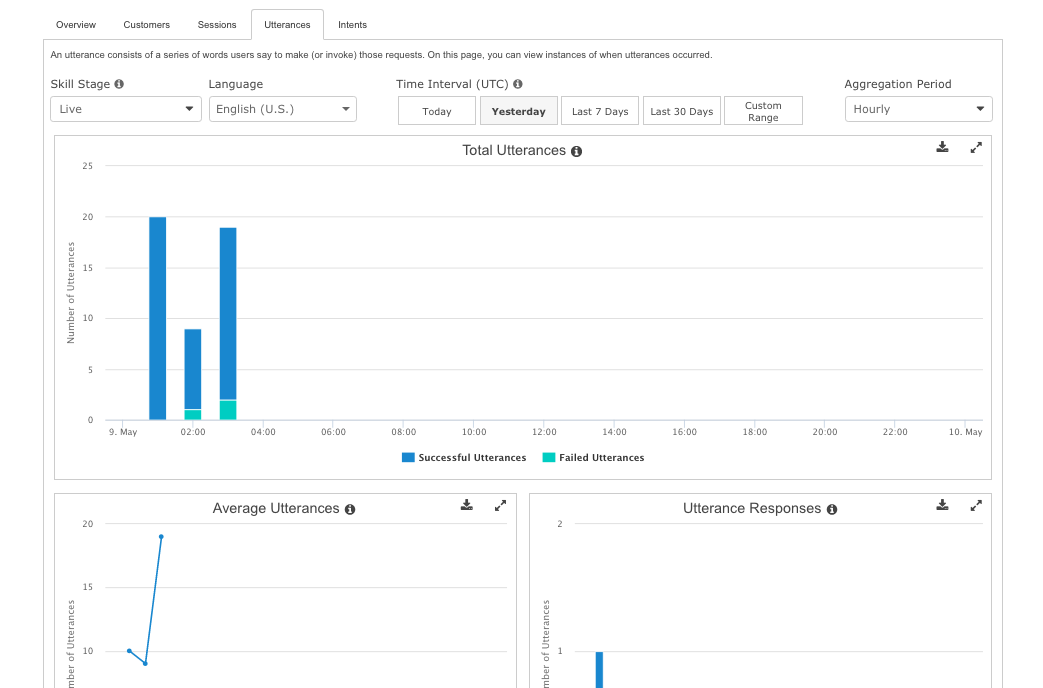 Overview Customers Sessions Utterances Intents
An utterance consists of a series of words users say to make (or invoke) those requests. On this page, you can view instances of when utterances occurred.
Skill Stage Language Time Interval (UTC) Aggregation Period
Live English (U.S.) Today Yesterday Last 7 Days Last 30 Days Custom Range Hourly
Total Utterances
25
20
15
10
5
0
Number of Utterances
9. May 02:00 04:00 06:00 08:00 10:00 12:00 14:00 16:00 18:00 20:00 22:00 10. May
Successful Utterances Failed Utterances
Average Utterances
20
15
10
mber of Utterances
Utterance Responses
2
1
mber of Utterances